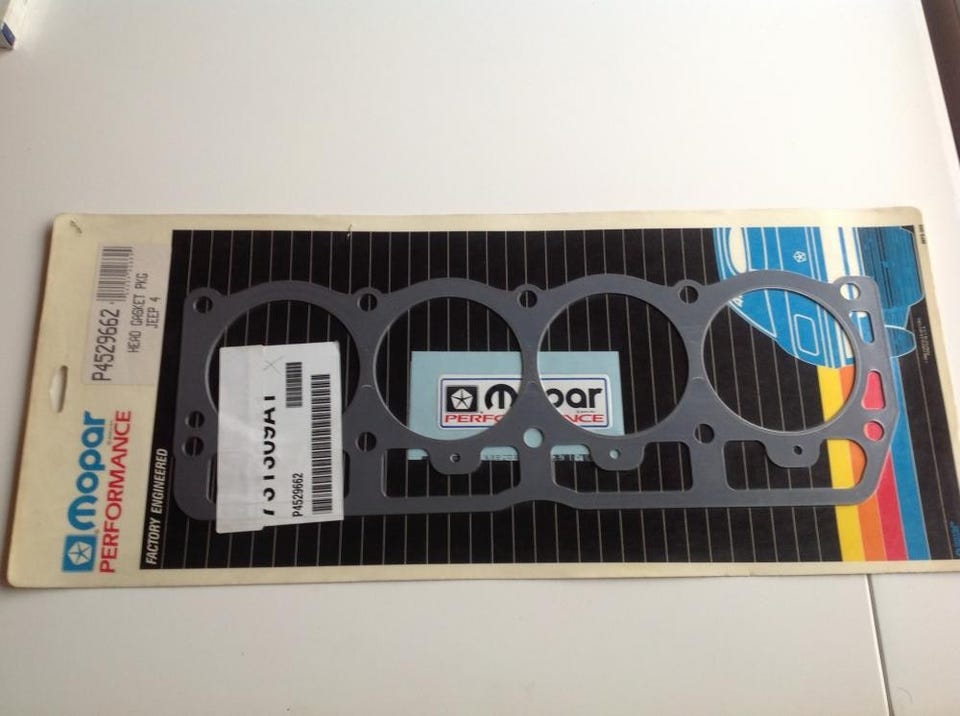 P4529662
HEAD GASKET PKG
JEEP 4
Mopar
PERFORMANCE
FACTORY ENGINEERED
P4529662
Mopar
PERFORMANCE